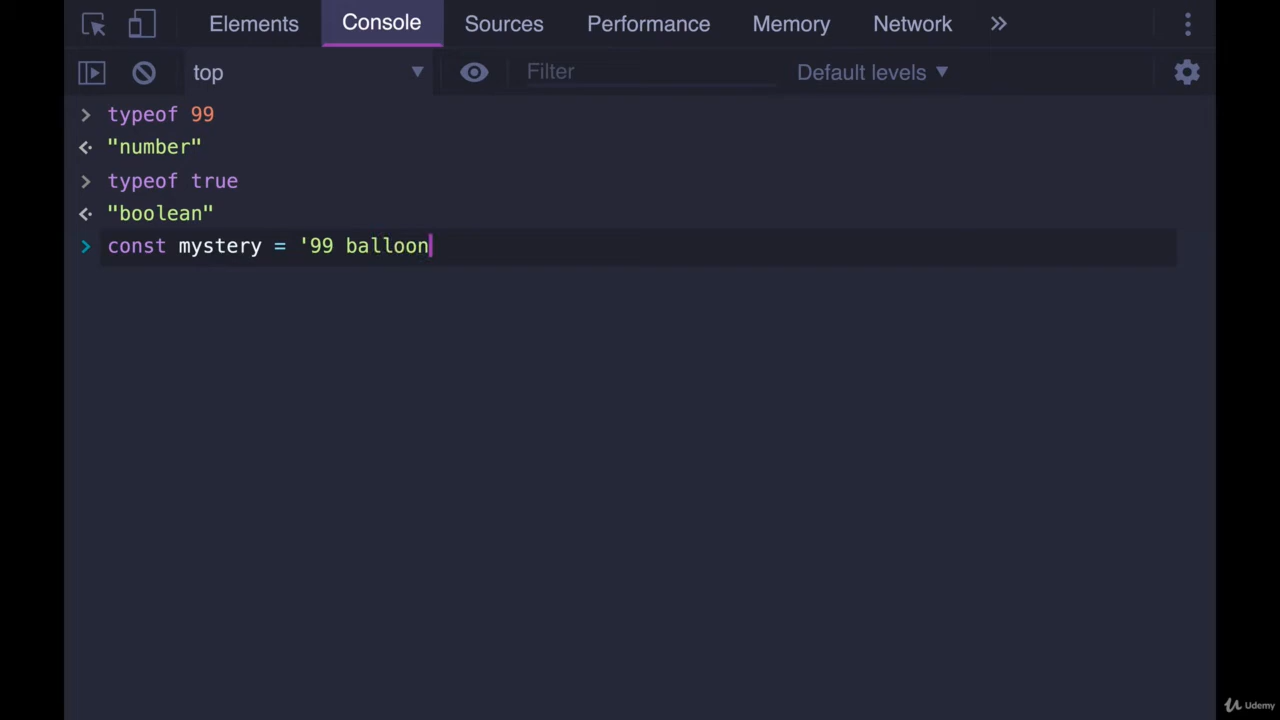 Elements Console Sources Performance Memory Network »
top ▼ Filter Default levels ▼
> typeof 99
<· "number"
> typeof true
<· "boolean"
> const mystery = '99 balloon
Udemy